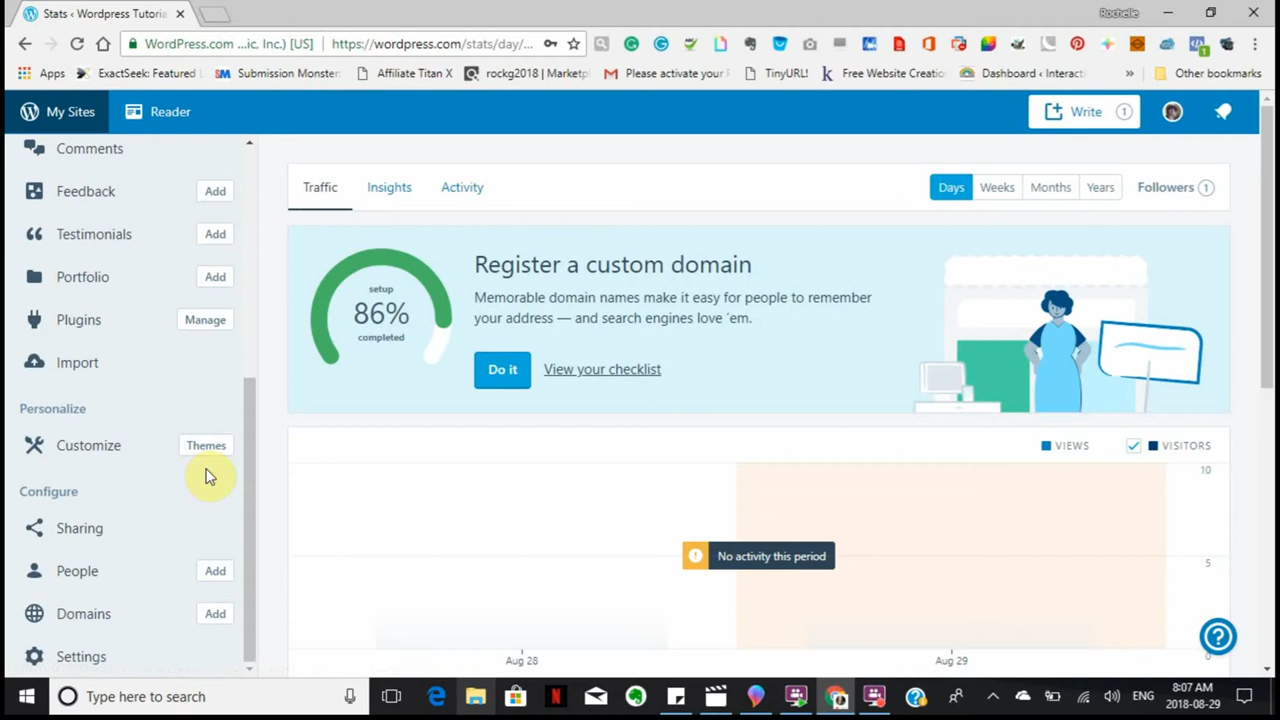 Stats ‹ Wordpress Tutoria
Rochelle
WordPress.com ...ic, Inc.) [US]
https://wordpress.com/stats/day/...
1
Apps
ExactSeek: Featured
Submission Monster
Affiliate Titan X
rockg2018 | Marketpl
Please activate your
TinyURL!
Free Website Creatio
Dashboard ‹ Interact
»
Other bookmarks
My Sites
Reader
Write 1
Comments
Feedback Add
Testimonials Add
Portfolio Add
Plugins Manage
Import
Personalize
Customize Themes
Configure
Sharing
People Add
Domains Add
Settings
Traffic
Insights
Activity
Days
Weeks
Months
Years
Followers 1
setup
86%
completed
Register a custom domain
Memorable domain names make it easy for people to remember
your address — and search engines love 'em.
Do it
View your checklist
VIEWS
VISITORS
10
No activity this period
5
0
Aug 28
Aug 29
Type here to search
ENG
8:07 AM
2018-08-29